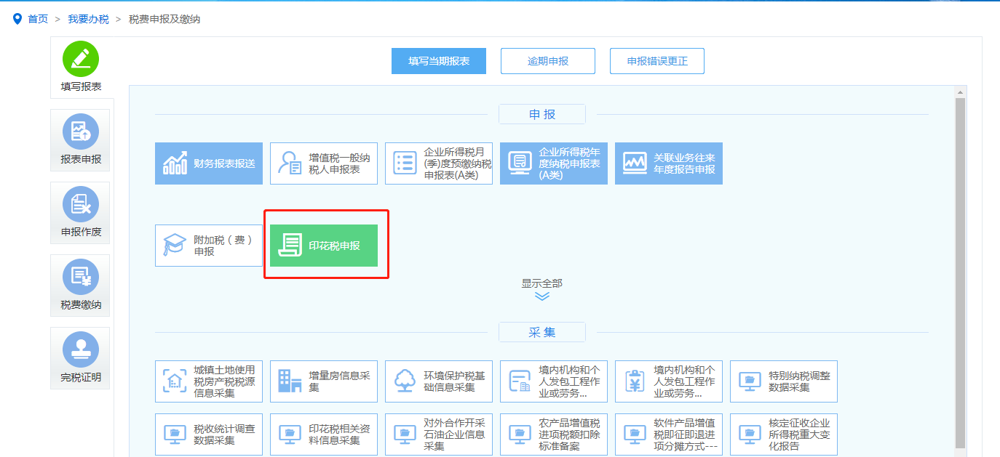 首页 > 我要办税 > 税费申报及缴纳
填写报表
报表申报
申报作废
税费缴纳
完税证明
填写当期报表
逾期申报
申报错误更正
申报
财务报表报送
增值税一般纳
税人申报表
企业所得税月
(季)度预缴纳税
申报表(A类)
企业所得税年
度纳税申报表
(A类)
关联业务往来
年度报告申报
附加税（费）
申报
印花税申报
显示全部
采集
城镇土地使用
税房产税税源
信息采集
增量房信息采
集
环境保护税基
础信息采集
境内机构和个
人发包工程作
业或劳务...
境内机构和个
人发包工程作
业或劳务...
特别纳税调整
数据采集
税收统计调查
数据采集
印花税相关资
料信息采集
对外合作开采
石油企业信息
采集
农产品增值税
进项税额扣除
标准备案
软件产品增值
税即征即退进
项分摊方式---
核定征收企业
所得税重大变
化报告